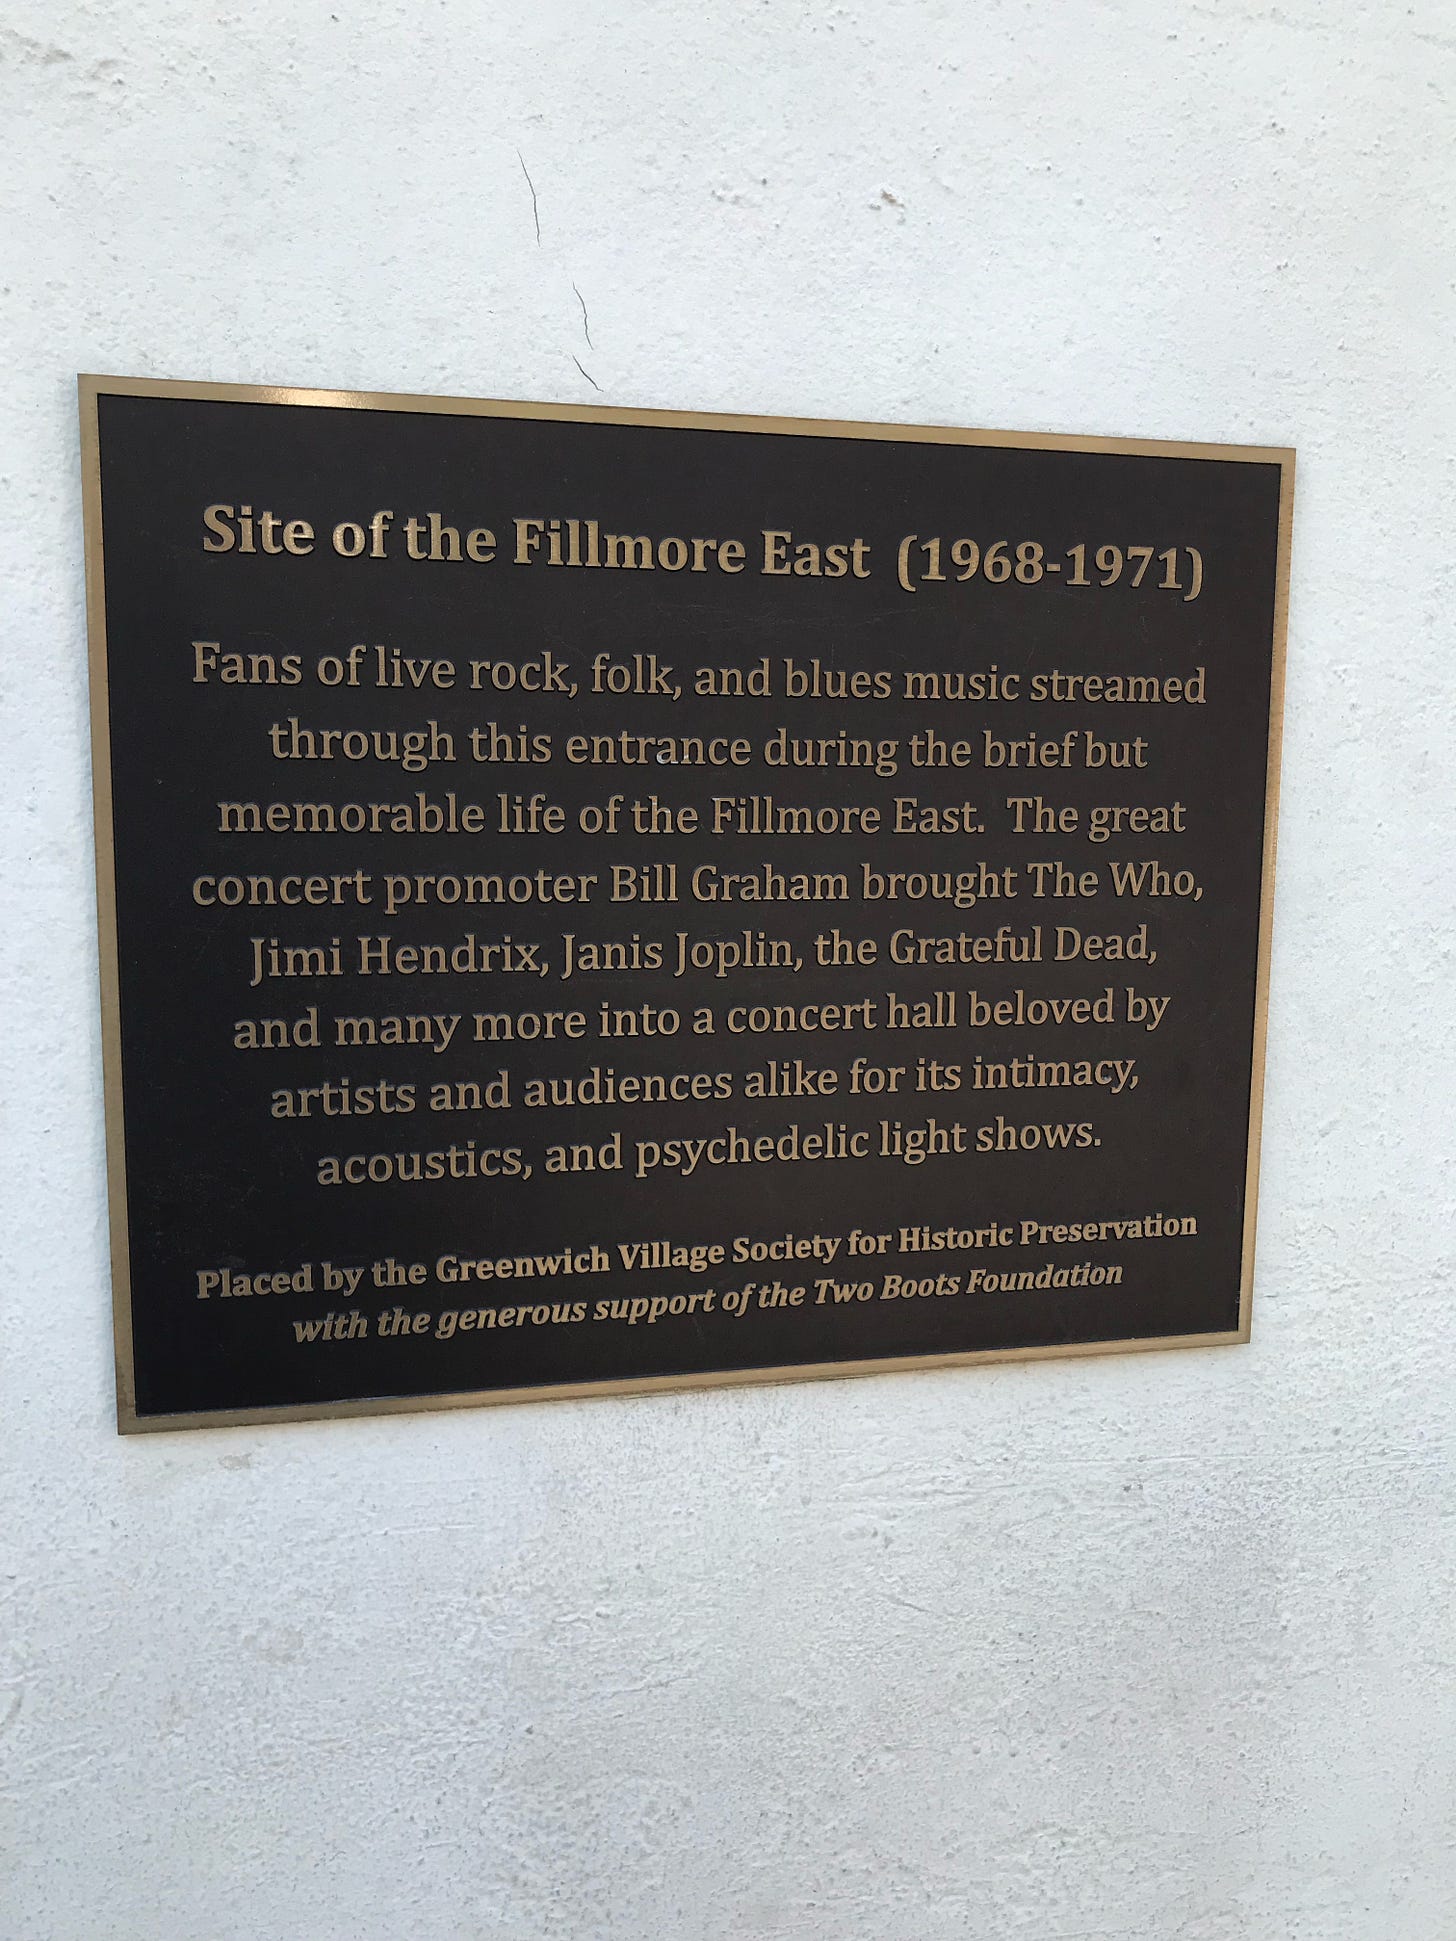 Site of the Fillmore East (1968-1971)
Fans of live rock, folk, and blues music streamed
through this entrance during the brief but
memorable life of the Fillmore East. The great
concert promoter Bill Graham brought The Who,
Jimi Hendrix, Janis Joplin, the Grateful Dead,
and many more into a concert hall beloved by
artists and audiences alike for its intimacy,
acoustics, and psychedelic light shows.
Placed by the Greenwich Village Society for Historic Preservation
with the generous support of the Two Boots Foundation